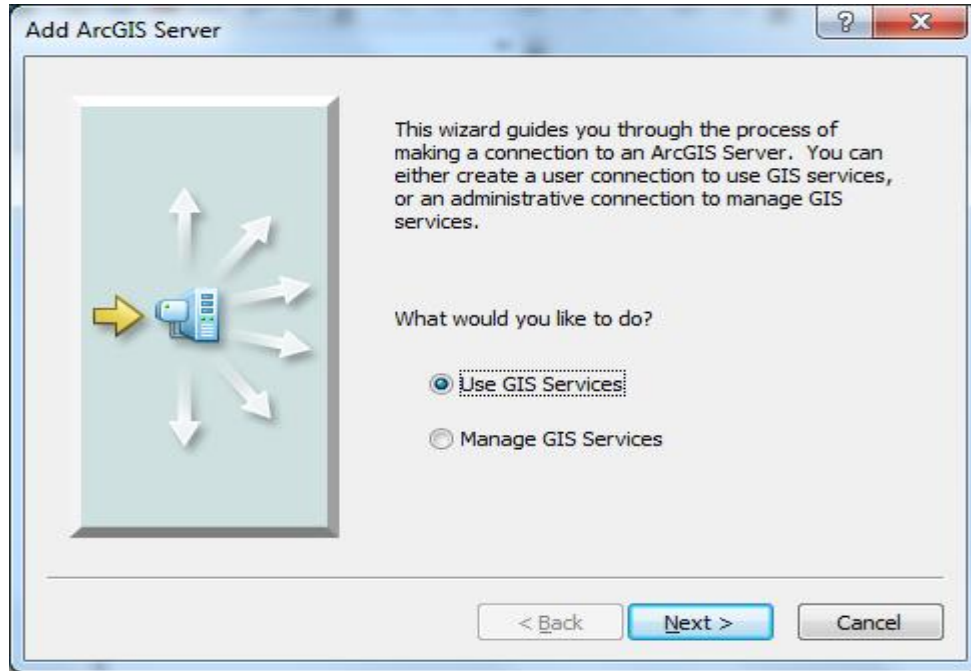 Add ArcGIS Server
?
This wizard guides you through the process of
making a connection to an ArcGIS Server. You can
either create a user connection to use GIS services,
or an administrative connection to manage GIS
services.
What would you like to do?
Use GIS Services
Manage GIS Services
< Back Next > Cancel